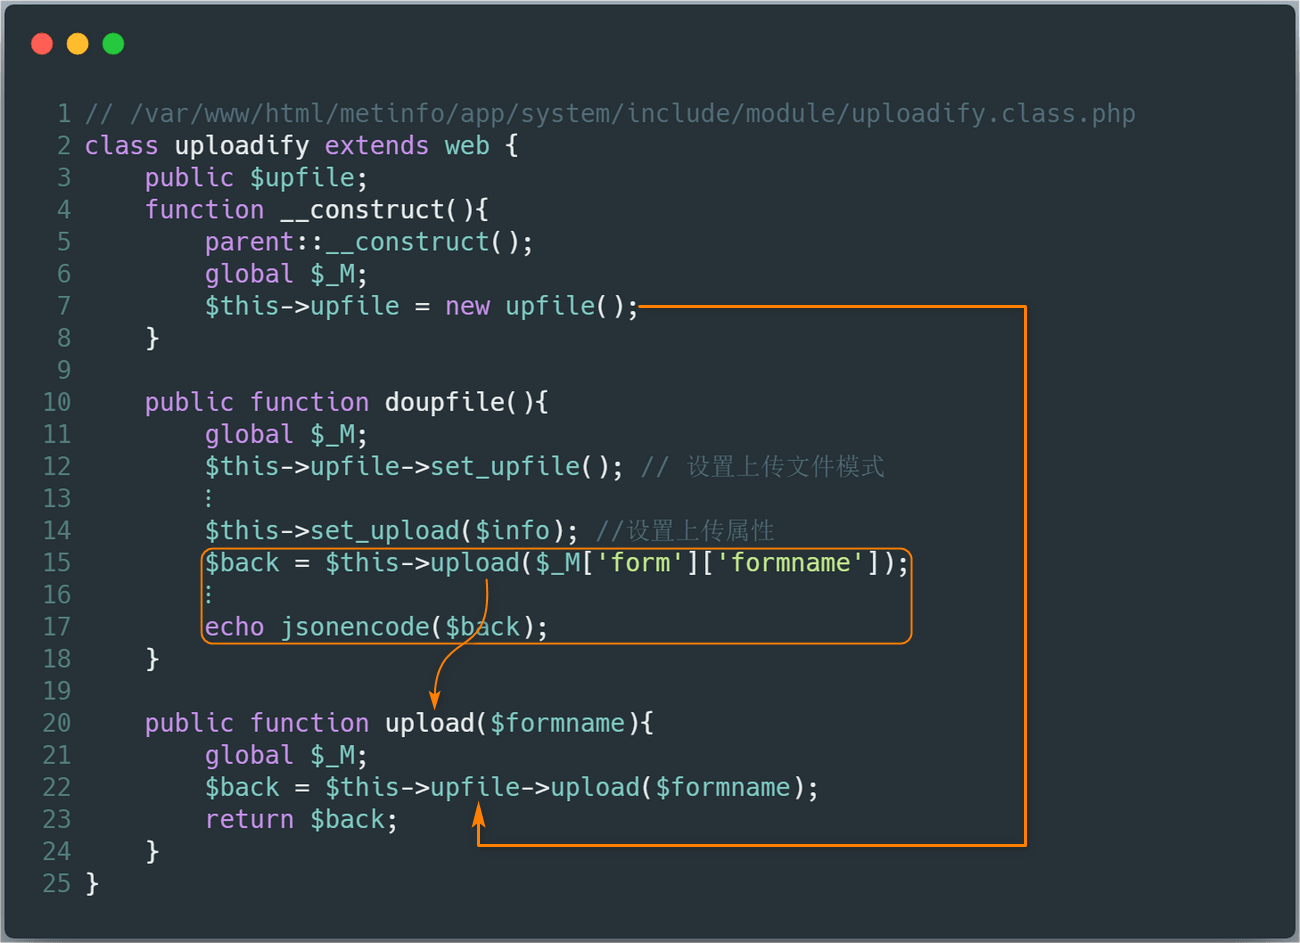 1 // /var/www/html/metinfo/app/system/include/module/uploadify.class.php
2 class uploadify extends web {
3     public $upfile;
4     function __construct(){
5         parent::__construct();
6         global $_M;
7         $this->upfile = new upfile();
8     }
9
10     public function doupfile(){
11         global $_M;
12         $this->upfile->set_upfile(); // 设置上传文件模式
13         ⋮
14         $this->set_upload($info); //设置上传属性
15         $back = $this->upload($_M['form']['formname']);
16         ⋮
17         echo jsonencode($back);
18     }
19
20     public function upload($formname){
21         global $_M;
22         $back = $this->upfile->upload($formname);
23         return $back;
24     }
25 }